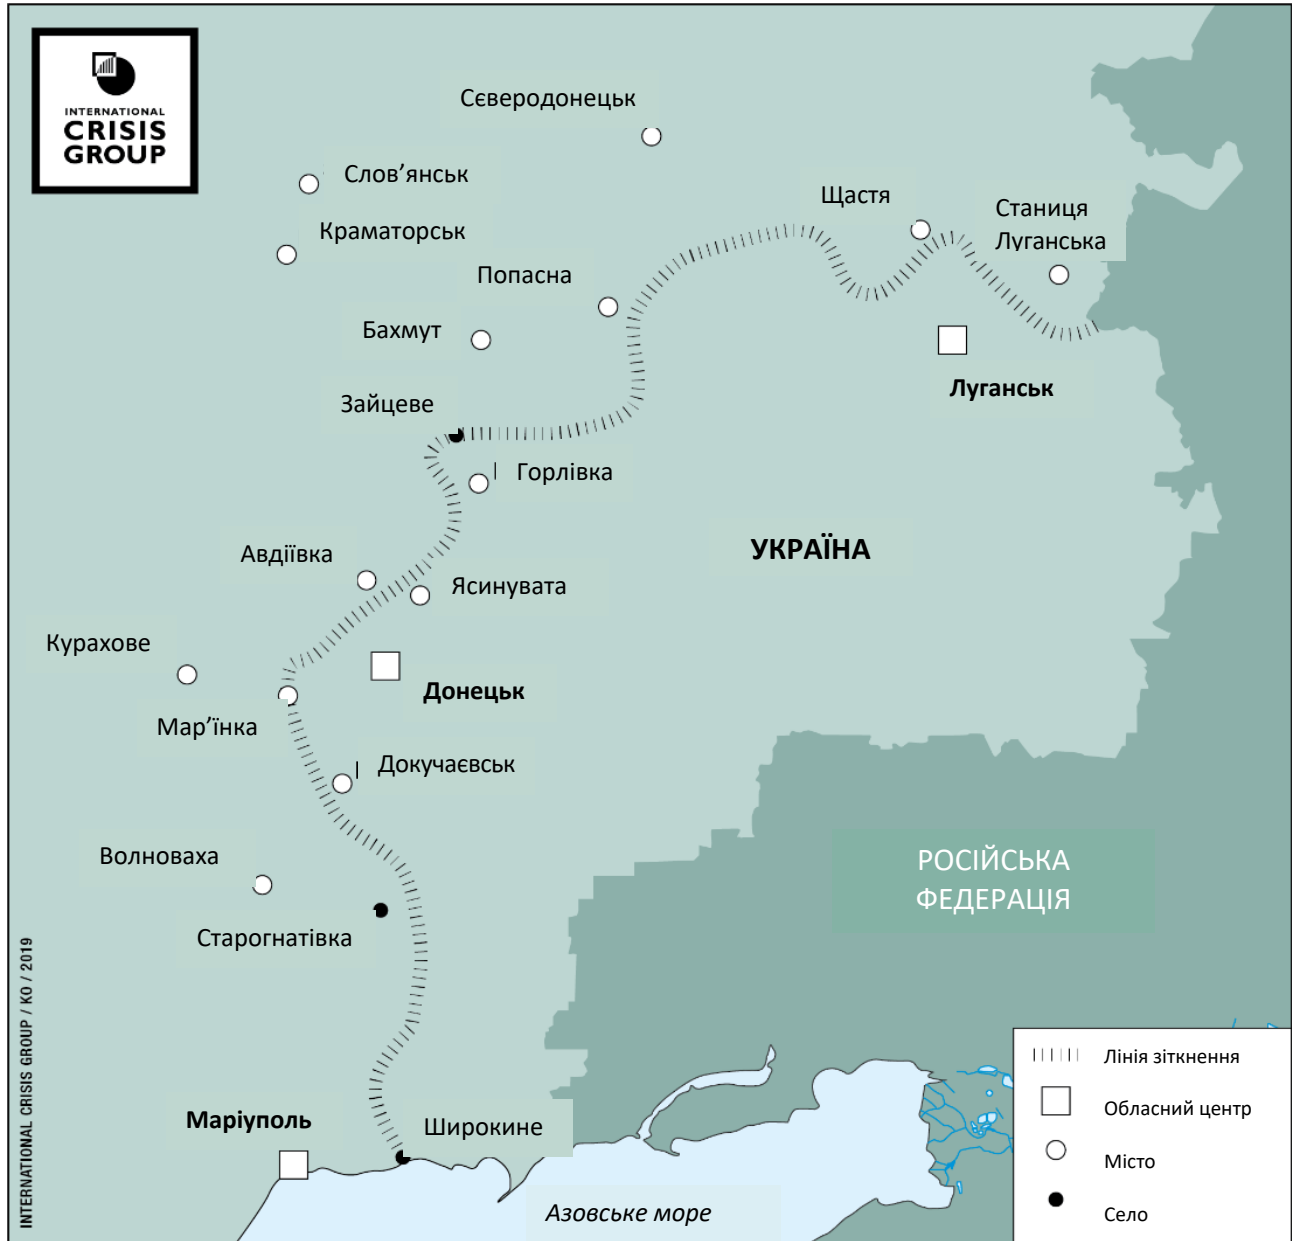 INTERNATIONAL
CRISIS
GROUP
Сєверодонецьк
Слов’янськ
Щастя
Станиця
Луганська
Краматорськ
Попасна
Бахмут
Луганськ
Зайцеве
Горлівка
УКРАЇНА
Авдіївка
Ясинувата
Курахове
Донецьк
Мар’їнка
Докучаєвськ
Волноваха
РОСІЙСЬКА
ФЕДЕРАЦІЯ
Старогнатівка
Маріуполь
Широкине
Азовське море
Лінія зіткнення
Обласний центр
Місто
Село
INTERNATIONAL CRISIS GROUP / KO / 2019